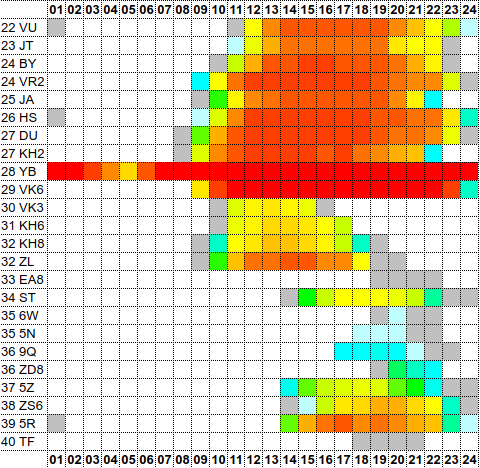 01 02 03 04 05 06 07 08 09 10 11 12 13 14 15 16 17 18 19 20 21 22 23 24
22 VU
23 JT
24 BY
24 VR2
25 JA
26 HS
27 DU
27 KH2
28 YB
29 VK6
30 VK3
31 KH6
32 KH8
32 ZL
33 EA8
34 ST
35 6W
35 5N
36 9Q
36 ZD8
37 5Z
38 ZS6
39 5R
40 TF
01 02 03 04 05 06 07 08 09 10 11 12 13 14 15 16 17 18 19 20 21 22 23 24